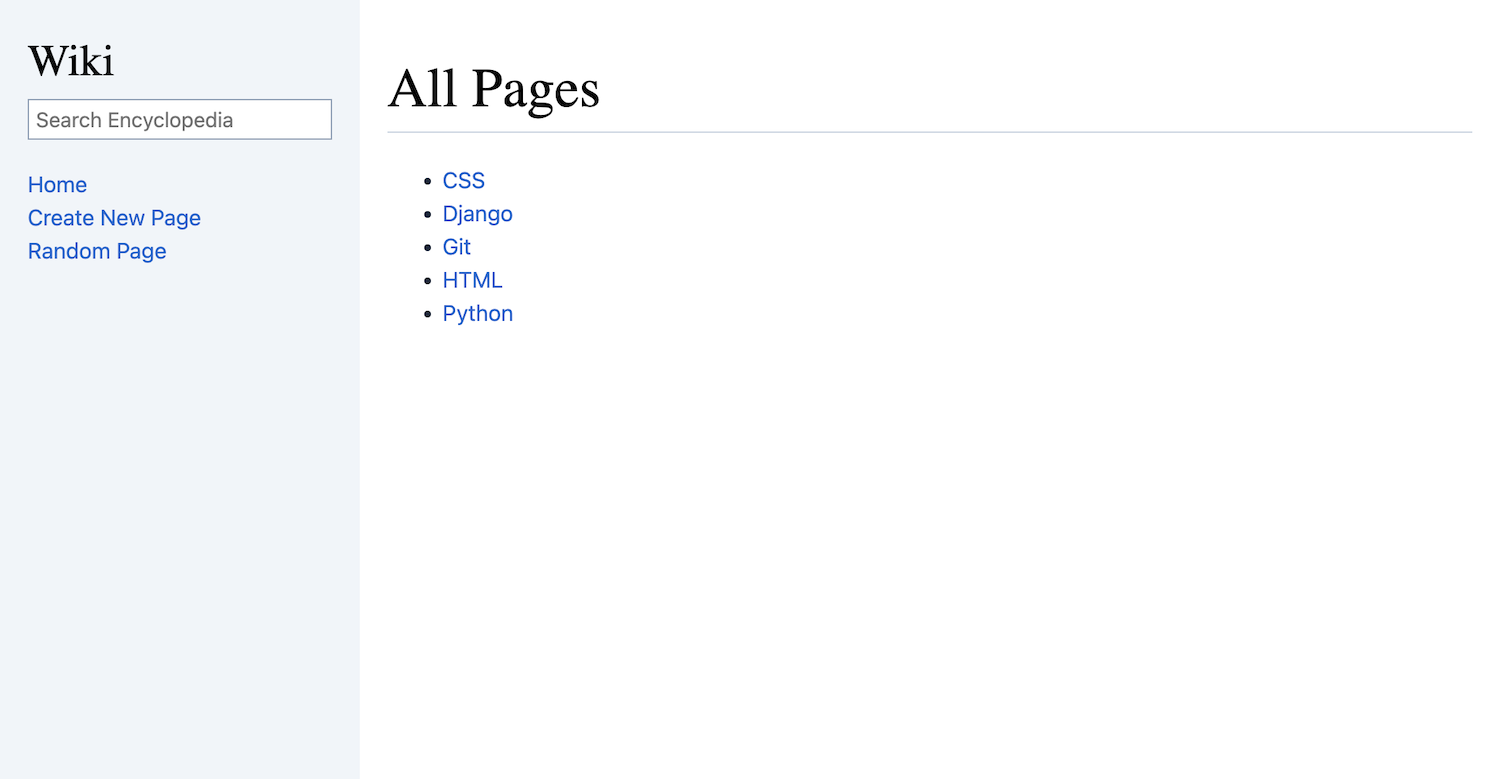 Wiki
Search Encyclopedia
Home
Create New Page
Random Page
All Pages
CSS
Django
Git
HTML
Python